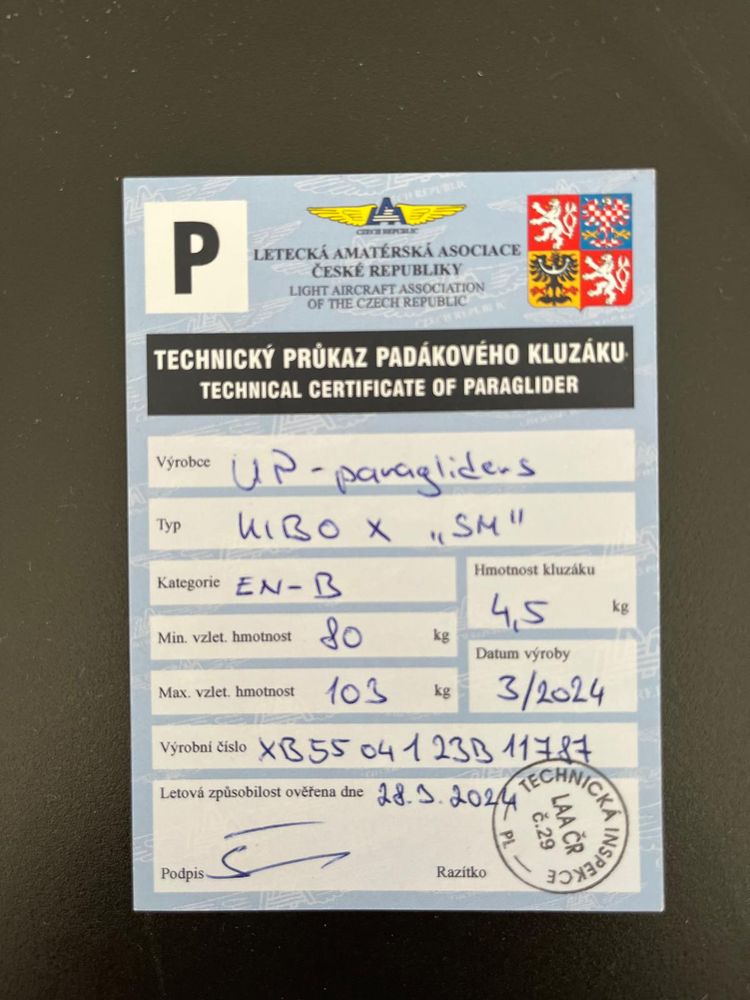 P
CZECH REPUBLIC
LETECKÁ AMATÉRSKÁ ASOCIACE
ČESKÉ REPUBLIKY
LIGHT AIRCRAFT ASSOCIATION
OF THE CZECH REPUBLIC
TECHNICKÝ PRŮKAZ PADÁKOVÉHO KLUZÁKU
TECHNICAL CERTIFICATE OF PARAGLIDER
Výrobce UP - paragliders
Typ KIBO X „SM"
Kategorie EN-B
Hmotnost kluzáku
4,5 kg
Min. vzlet. hmotnost 80 kg
Datum výroby
3/2024
Max. vzlet. hmotnost 103 kg
Výrobní číslo XB55 04123B11787
Letová způsobilost ověřena dne 28.3.2024
TECHNICKÁ INSPEKCE
LAA ČR
č.29
PL
Podpis
Razítko